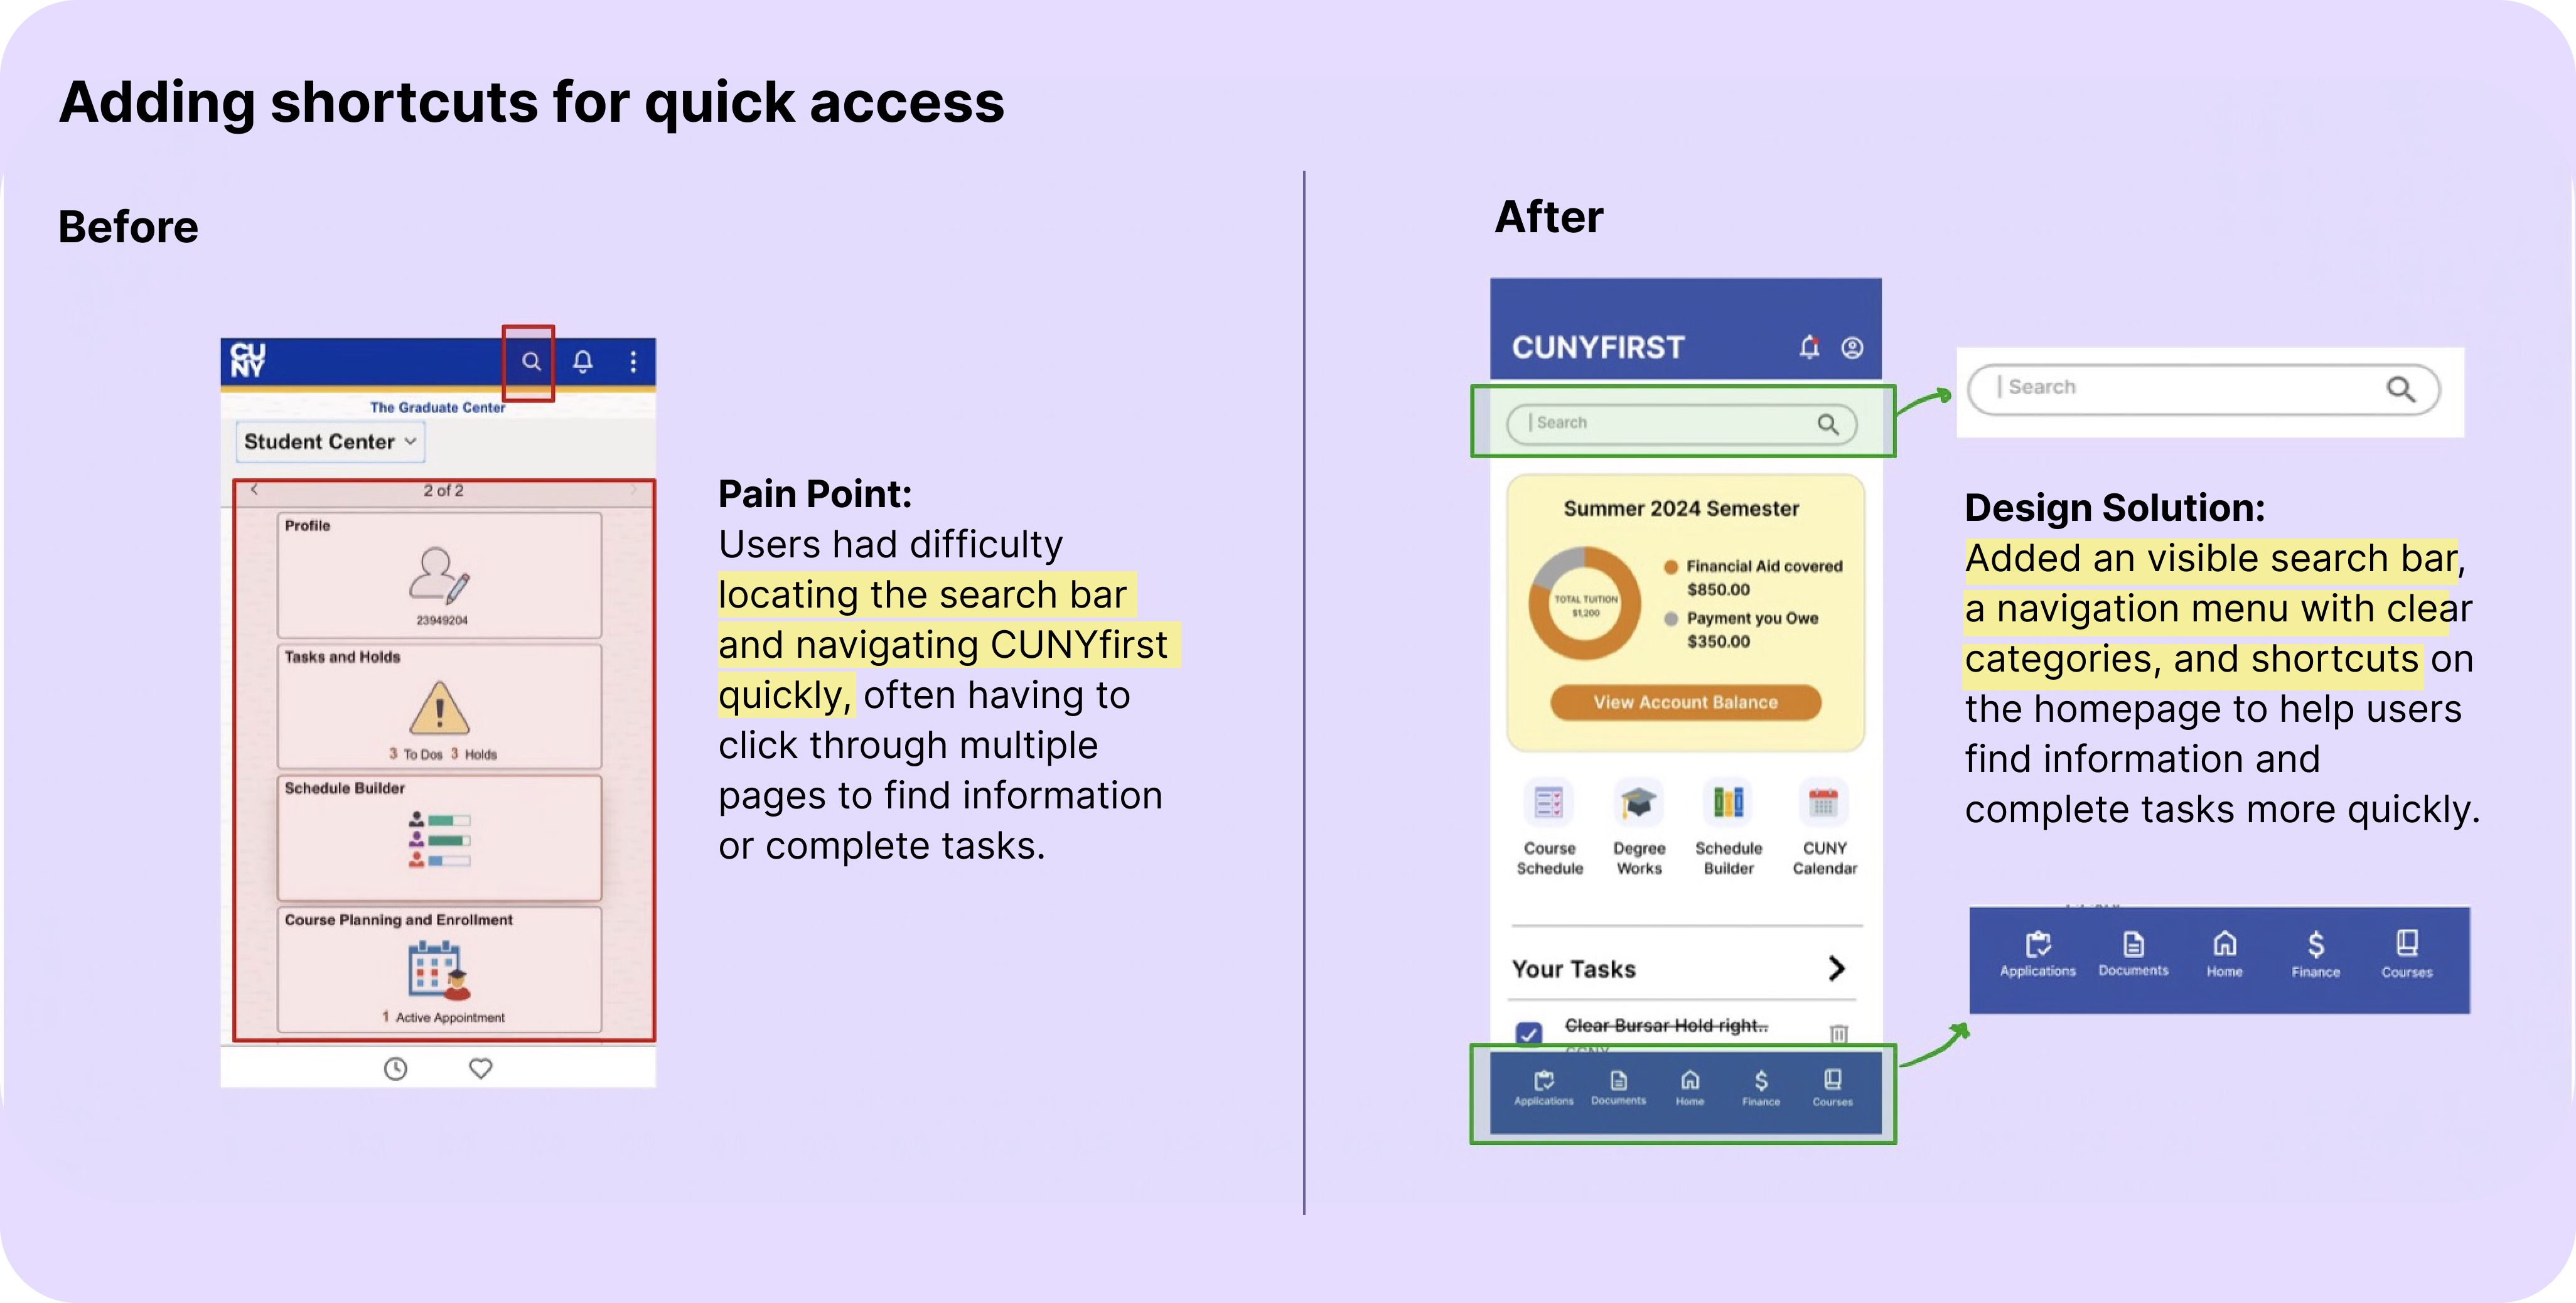 Adding shortcuts for quick access
Before
CU
NY
The Graduate Center
Student Center
2 of 2
Profile
23949204
Tasks and Holds
3 To Dos 3 Holds
Schedule Builder
Course Planning and Enrollment
1 Active Appointment
Pain Point:
Users had difficulty
locating the search bar
and navigating CUNYfirst
quickly, often having to
click through multiple
pages to find information
or complete tasks.
After
CUNYFIRST
Search
Summer 2024 Semester
TOTAL TUITION
$1,200
Financial Aid covered
$850.00
Payment you Owe
$350.00
View Account Balance
Course
Schedule
Degree
Works
Schedule
Builder
CUNY
Calendar
Your Tasks
Clear Bursar Hold right..
Applications Documents Home Finance Courses
Search
Design Solution:
Added an visible search bar,
a navigation menu with clear
categories, and shortcuts on
the homepage to help users
find information and
complete tasks more quickly.
Applications Documents Home Finance Courses